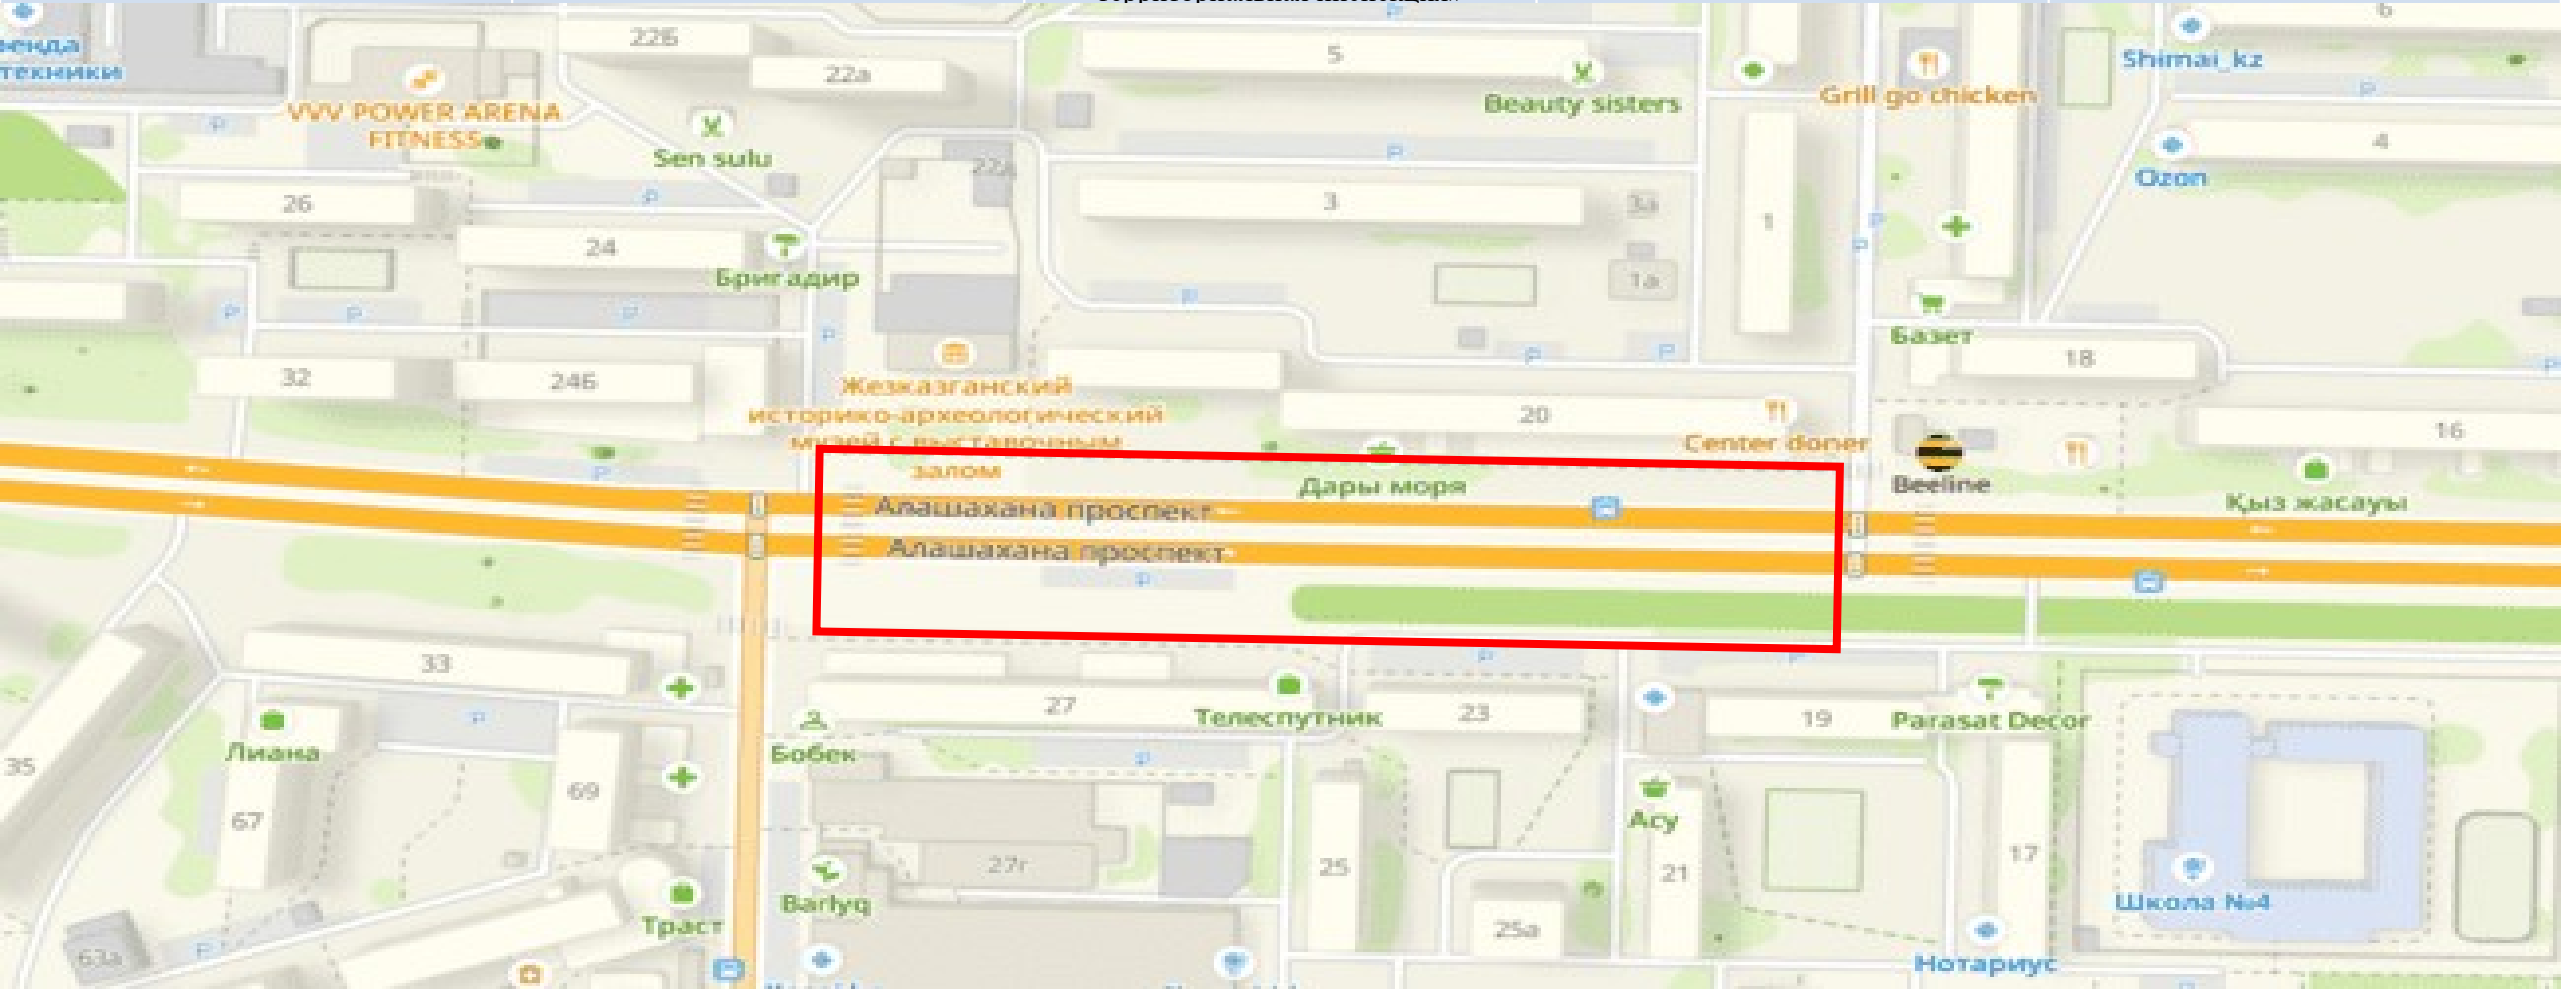 22б
5
б
Shimai_kz
техники
22а
VVV POWER ARENA
FITNESS
Beauty sisters
Grill go chicken
Sen sulu
22д
4
Ozon
26
3
3а
1
24
Бригадир
1а
Базет
18
32
24Б
Жезказганский
историко-археологический
музей с выставочным
залом
20
Center doner
16
Дары моря
Beeline
Қыз жасауы
Алашахана проспект
Алашахана проспект
33
27
Телеспутник
23
19
Parasat Decor
Лиана
Бобек
35
69
67
27г
25
Асу
21
17
Barlyq
Траст
25а
Школа №4
63а
Нотариус